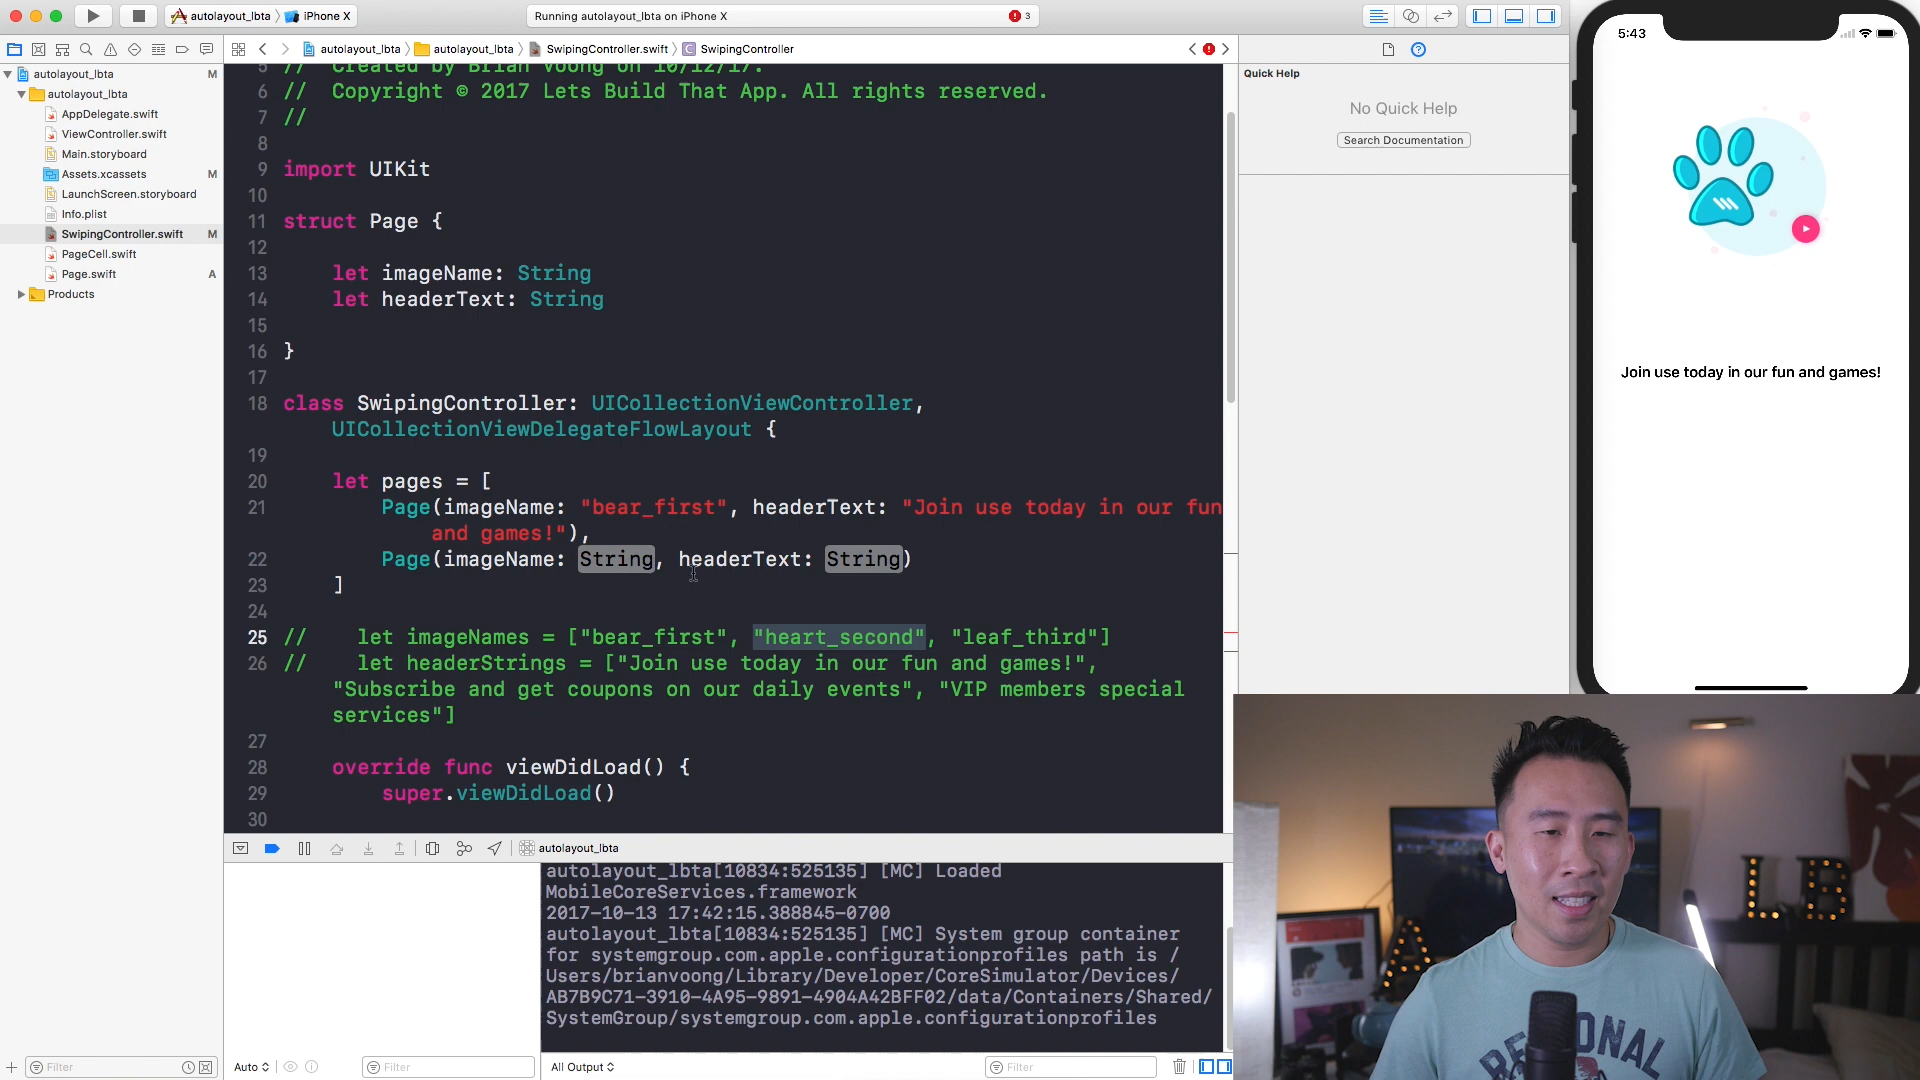 autolayout_lbta
iPhone X
Running autolayout_lbta on iPhone X
3
autolayout_lbta
autolayout_lbta
SwipingController.swift
SwipingController
autolayout_lbta
M
autolayout_lbta
AppDelegate.swift
ViewController.swift
Main.storyboard
Assets.xcassets
M
LaunchScreen.storyboard
Info.plist
SwipingController.swift
M
PageCell.swift
Page.swift
A
Products
5 // Created by Brian Voong on 10/12/17.
6 // Copyright © 2017 Lets Build That App. All rights reserved.
7 //
8
9 import UIKit
10
11 struct Page {
12
13 let imageName: String
14 let headerText: String
15
16 }
17
18 class SwipingController: UICollectionViewController,
UICollectionViewDelegateFlowLayout {
19
20 let pages = [
21 Page(imageName: "bear_first", headerText: "Join use today in our fun
and games!"),
22 Page(imageName: String, headerText: String)
23 ]
24
25 // let imageNames = ["bear_first", "heart_second", "leaf_third"]
26 // let headerStrings = ["Join use today in our fun and games!",
"Subscribe and get coupons on our daily events", "VIP members special
services"]
27
28 override func viewDidLoad() {
29 super.viewDidLoad()
30
Quick Help
No Quick Help
Search Documentation
5:43
Join use today in our fun and games!
autolayout_lbta
autolayout_lbta[10834:525135] [MC] Loaded
MobileCoreServices.framework
2017-10-13 17:42:15.388845-0700
autolayout_lbta[10834:525135] [MC] System group container
for systemgroup.com.apple.configurationprofiles path is /
Users/brianvoong/Library/Developer/CoreSimulator/Devices/
AB7B9C71-3910-4A95-9891-4904A42BFF02/data/Containers/Shared/
SystemGroup/systemgroup.com.apple.configurationprofiles
Filter
Auto
Filter
All Output
Filter
L B
A